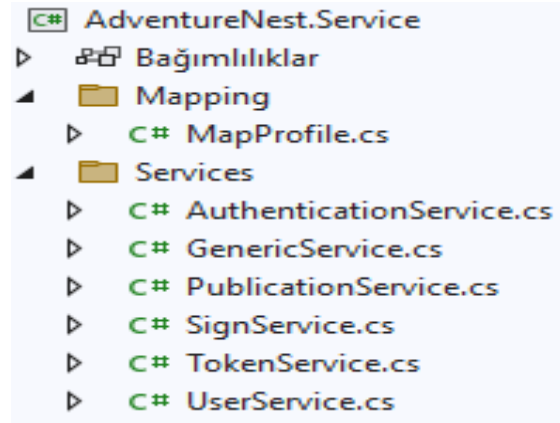 C# AdventureNest.Service
Bağımlılıklar
Mapping
C# MapProfile.cs
Services
C# AuthenticationService.cs
C# GenericService.cs
C# PublicationService.cs
C# SignService.cs
C# TokenService.cs
C# UserService.cs